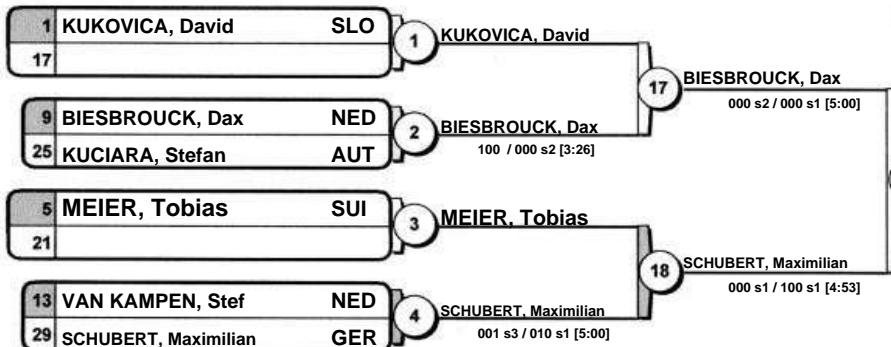 1 KUKOVICA, David SLO
17
1
KUKOVICA, David
9 BIESBROUCK, Dax NED
25 KUCIARA, Stefan AUT
2
BIESBROUCK, Dax
100 / 000 s2 [3:26]
17
BIESBROUCK, Dax
000 s2 / 000 s1 [5:00]
5 MEIER, Tobias SUI
21
3
MEIER, Tobias
13 VAN KAMPEN, Stef NED
29 SCHUBERT, Maximilian GER
4
SCHUBERT, Maximilian
001 s3 / 010 s1 [5:00]
18
SCHUBERT, Maximilian
000 s1 / 100 s1 [4:53]